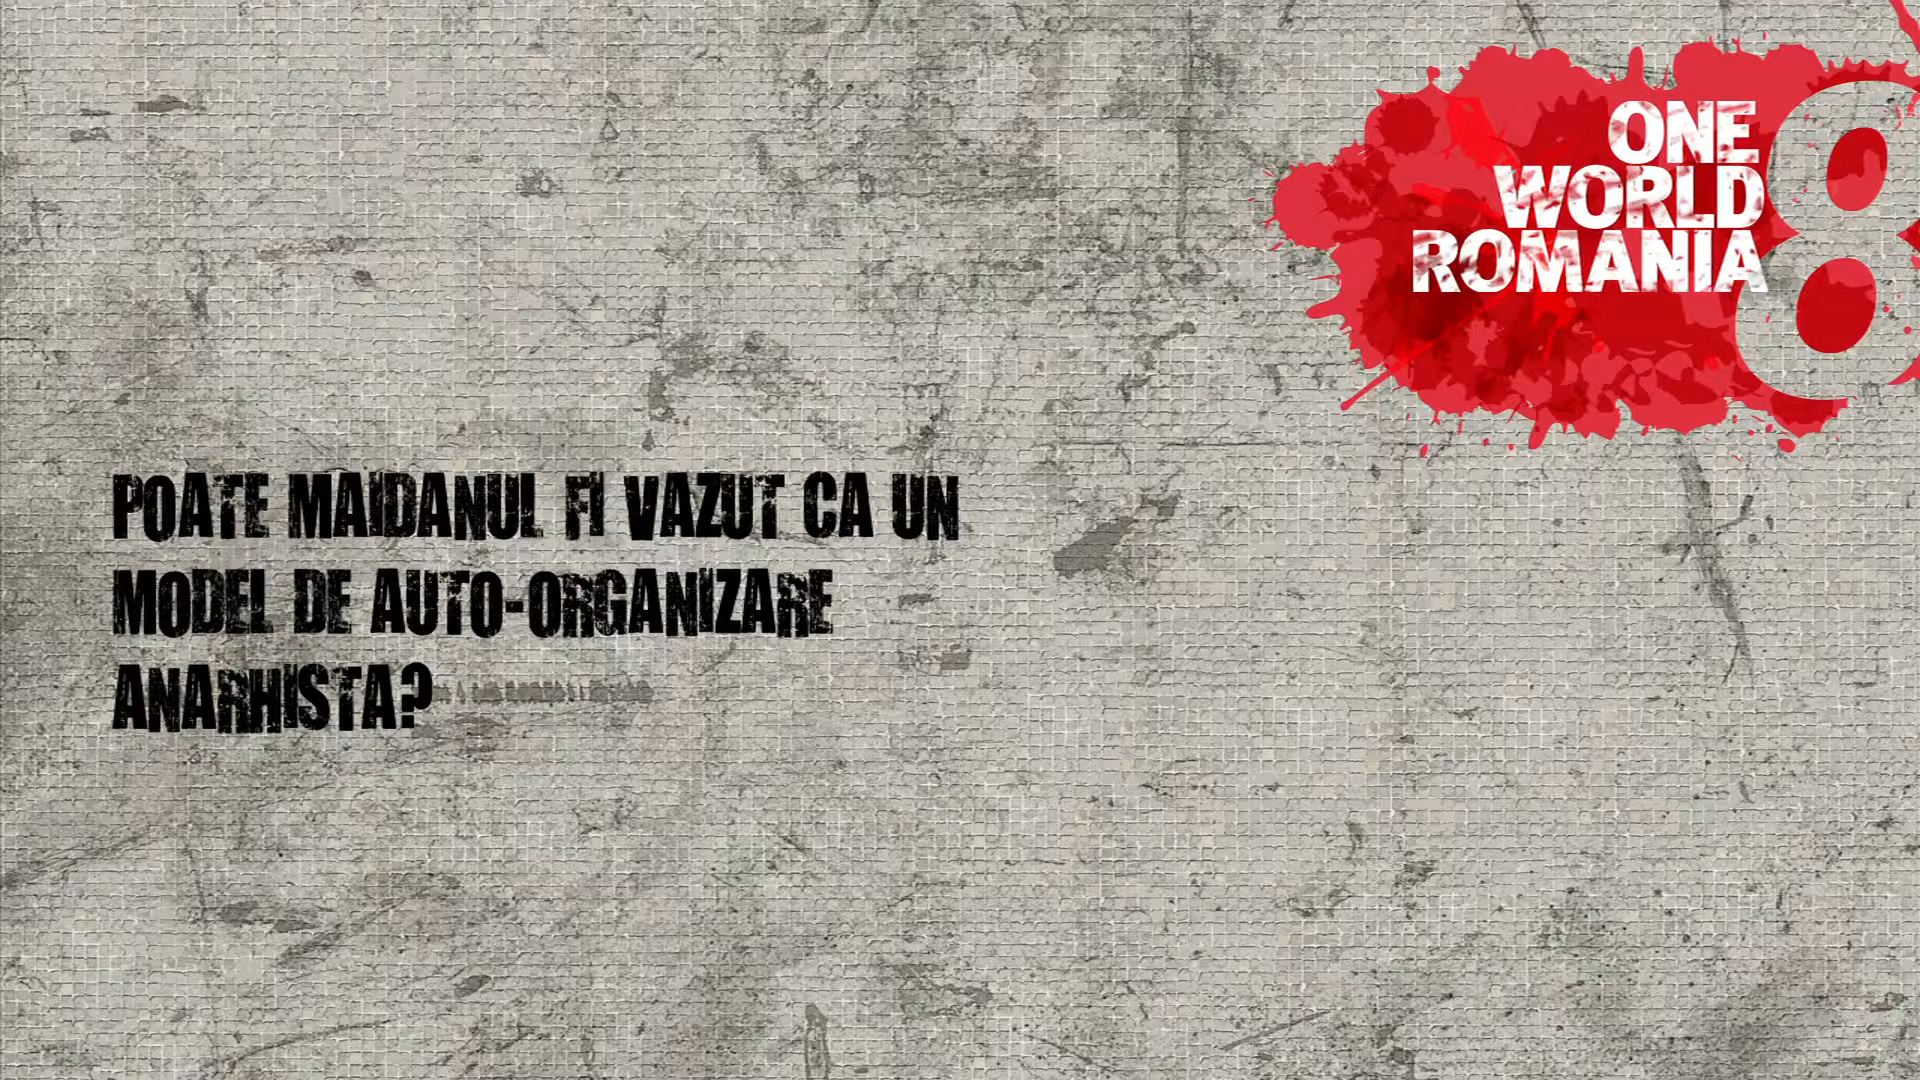 ONE
WORLD
ROMANIA
8
POATE MAIDANUL FI VAZUT CA UN
MODEL DE AUTO-ORGANIZARE
ANARHISTA?